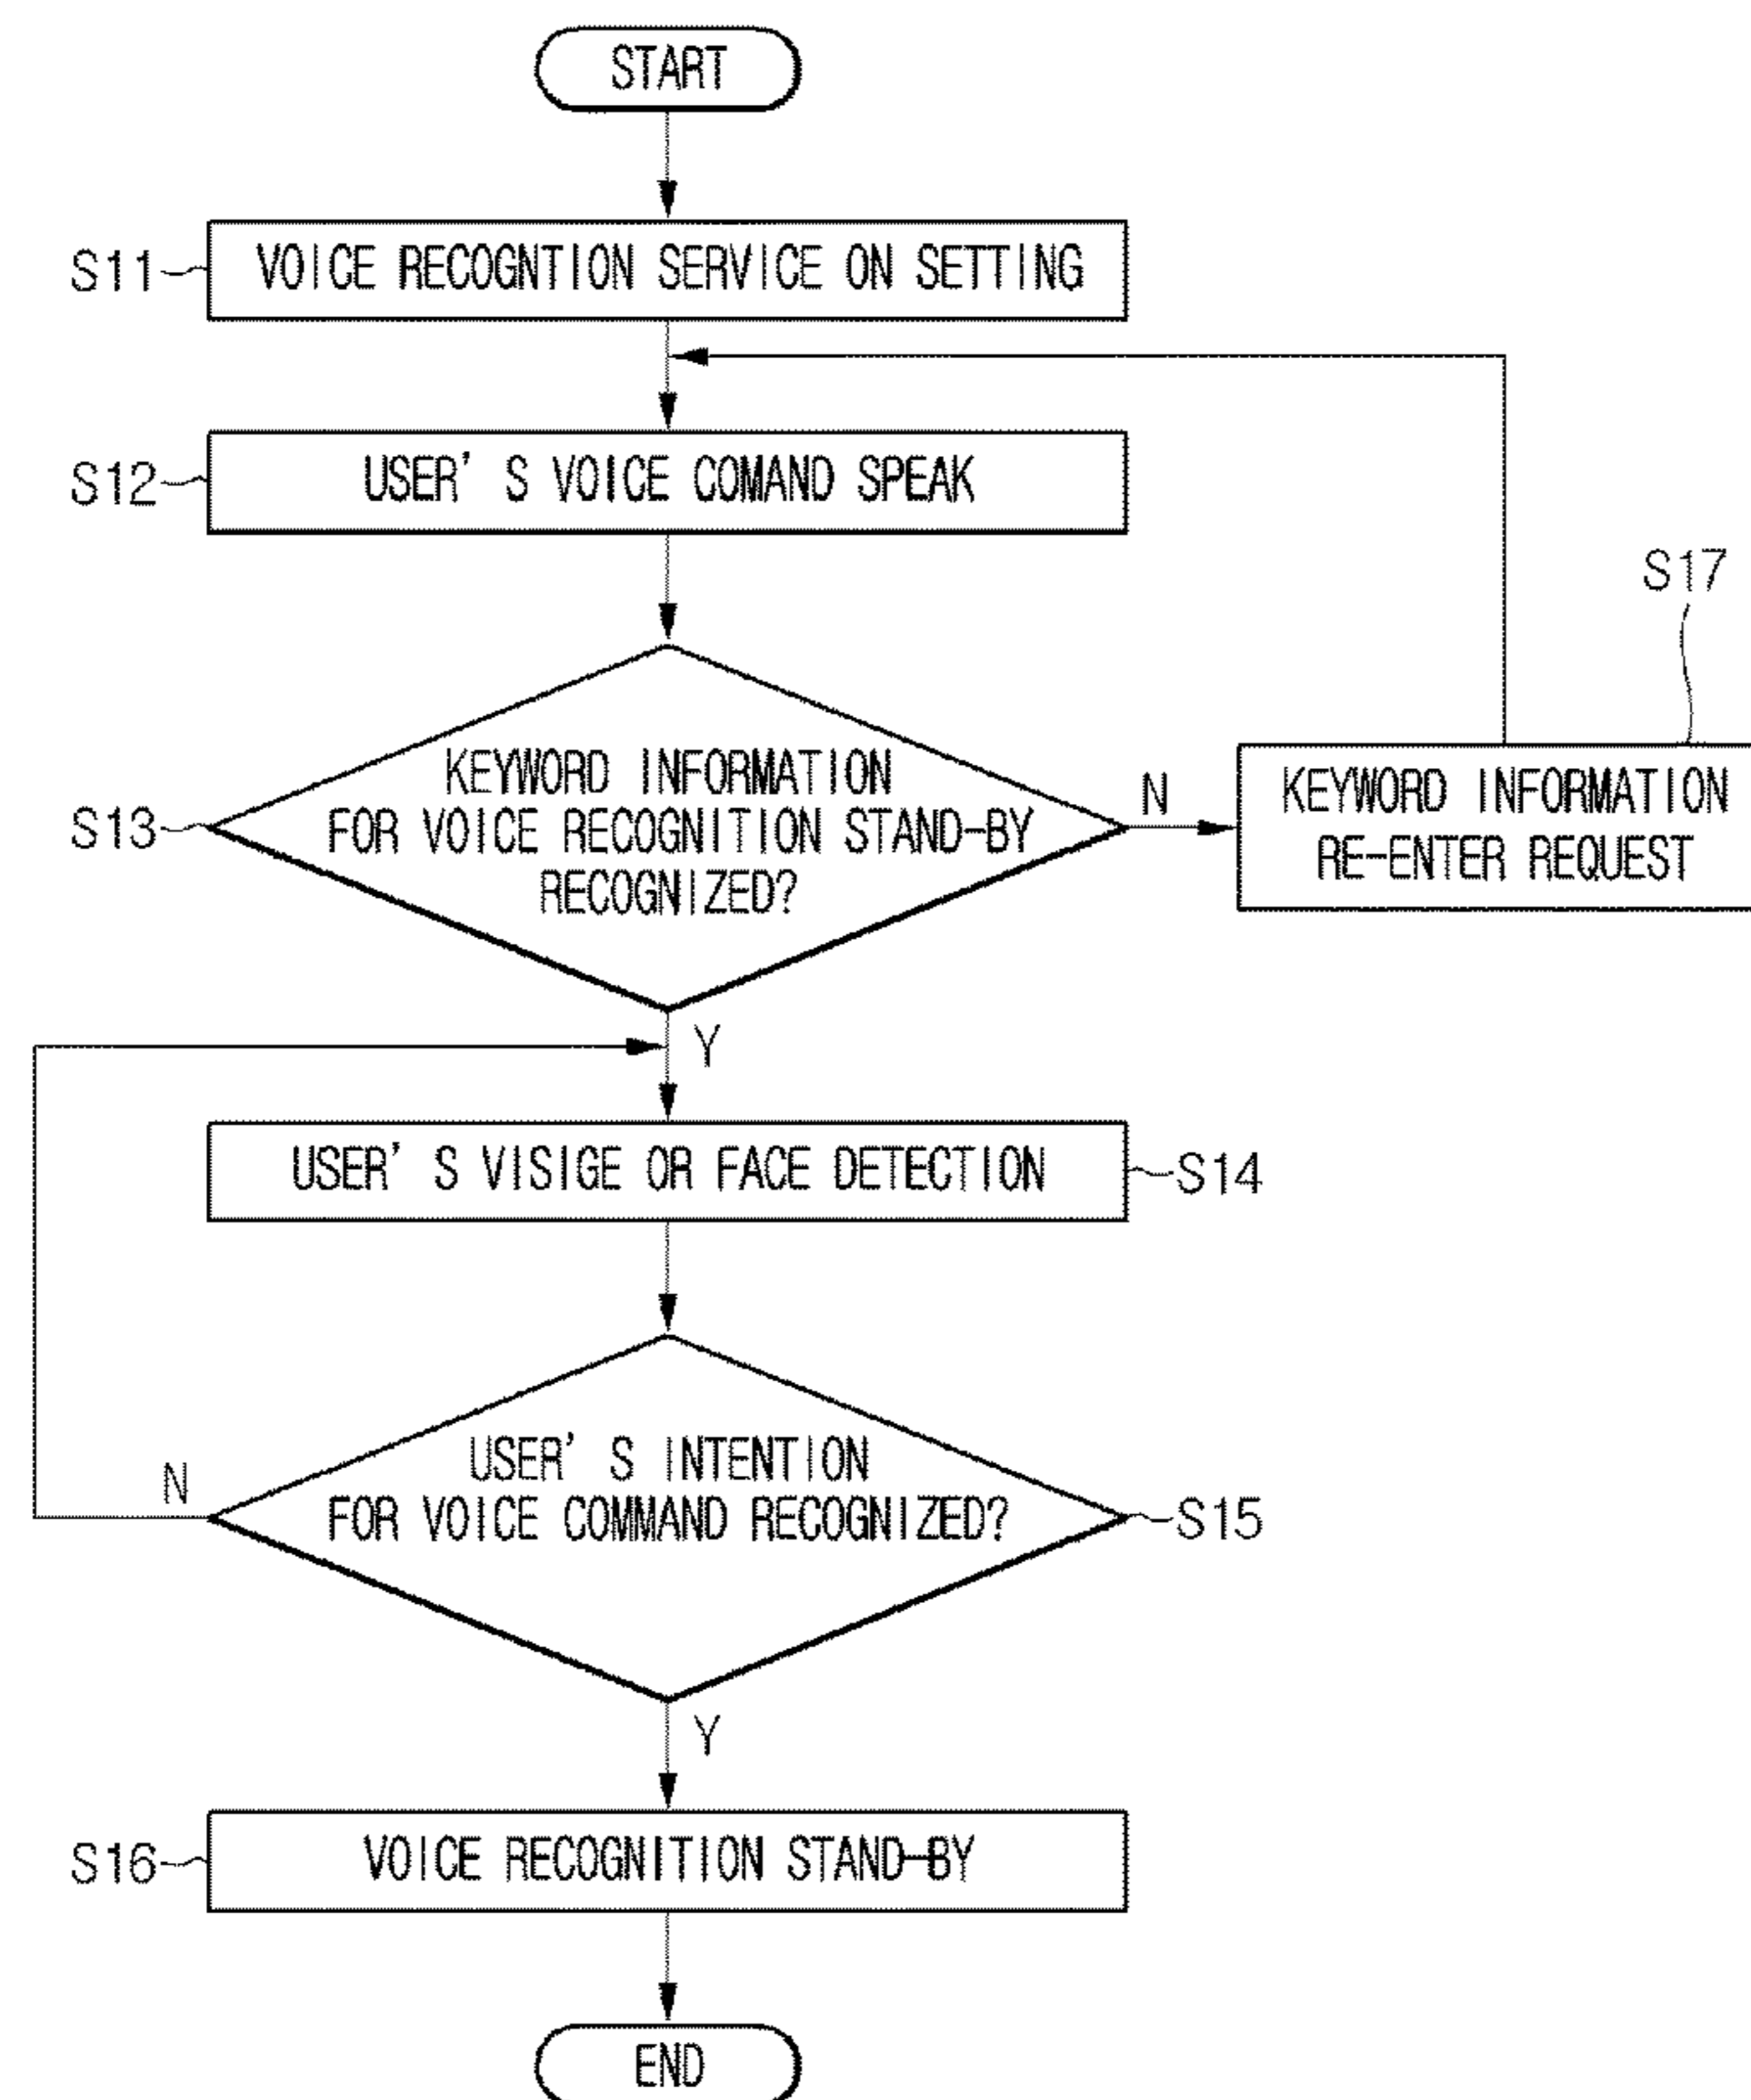 START
S11
VOICE RECOGNTION SERVICE ON SETTING
S12
USER'S VOICE COMAND SPEAK
S17
S13
KEYWORD INFORMATION
FOR VOICE RECOGNITION STAND-BY
RECOGNIZED?
N
KEYWORD INFORMATION
RE-ENTER REQUEST
Y
USER'S VISIGE OR FACE DETECTION
S14
N
USER'S INTENTION
FOR VOICE COMMAND RECOGNIZED?
S15
Y
S16
VOICE RECOGNITION STAND-BY
END